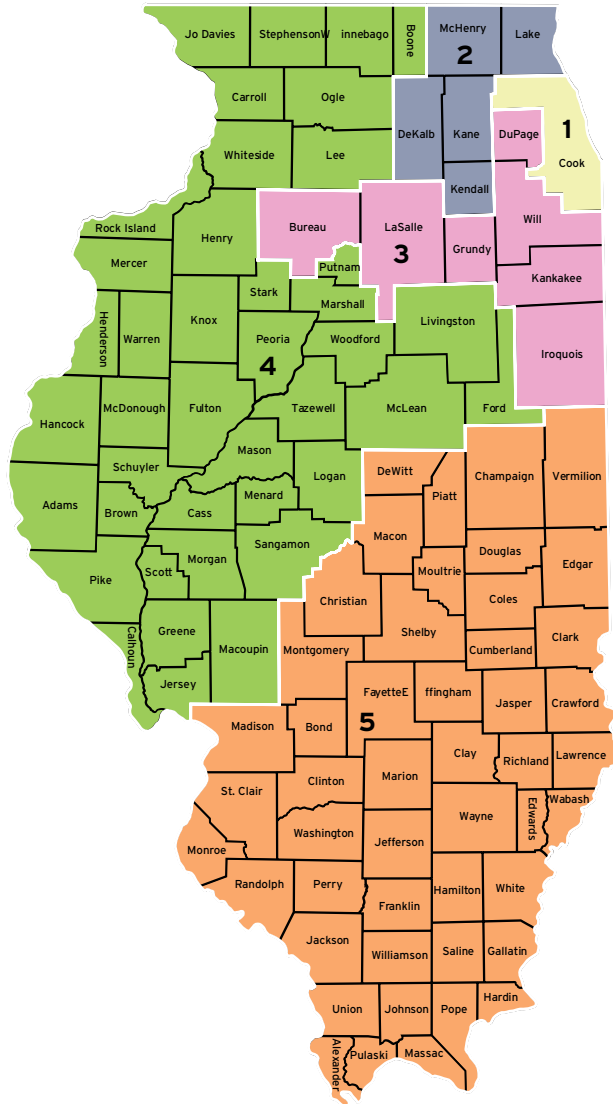 Jo Davies StephensonW innebago Boone McHenry Lake
2
Carroll Ogle DeKalb Kane DuPage 1
Cook
Whiteside Lee Kendall
Rock Island Henry Bureau LaSalle Grundy Will
3
Mercer Putnam Kankakee
Stark Marshall
Henderson Warren Knox Peoria Woodford Livingston Iroquois
4
Hancock McDonough Fulton Tazewell McLean Ford
Mason
Schuyler Logan DeWitt Piatt Champaign Vermilion
Adams Brown Cass Menard
Sangamon Macon Douglas Edgar
Pike Scott Morgan Moultrie
Christian Coles
Greene Macoupin Montgomery Shelby Cumberland Clark
Calhoun Jersey
FayetteE ffingham Jasper Crawford
5
Madison Bond
Clay Richland Lawrence
St. Clair Clinton Marion
Wayne Edwards Wabash
Monroe Washington Jefferson
Randolph Perry Franklin Hamilton White
Jackson Williamson Saline Gallatin
Union Johnson Pope Hardin
Alexander Pulaski Massac